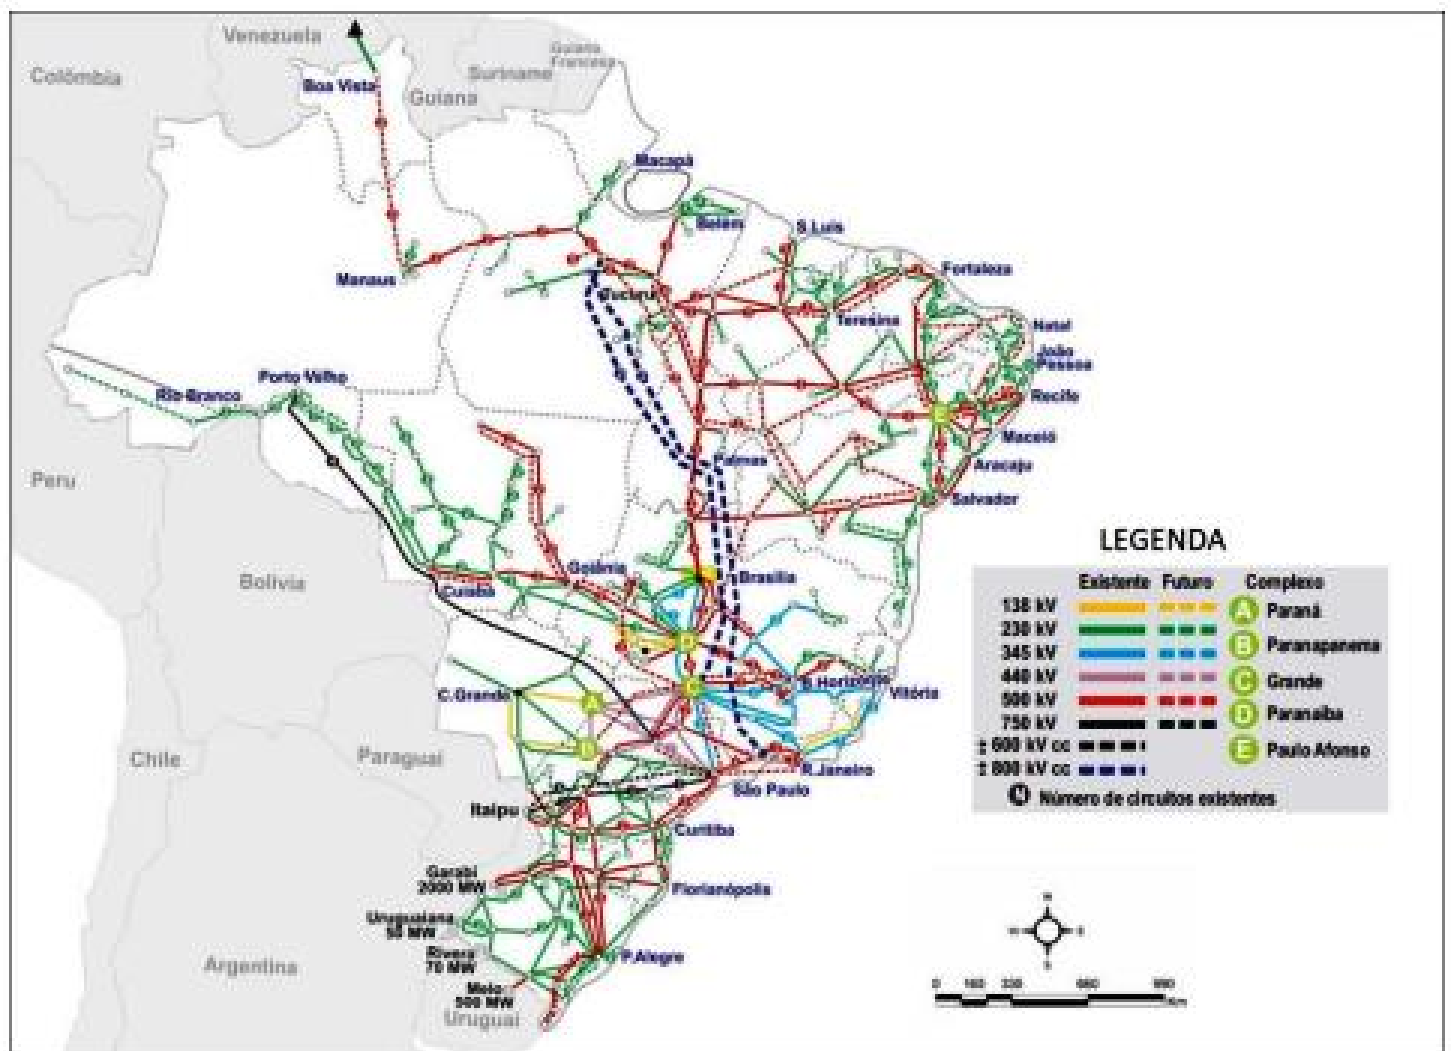 Venezuela
Guiana
Francesa
Suriname
Colômbia
Boa Vista
Guiana
Macapá
Belém
S.Luis
Manaus
Fortaleza
Tucuruí
Teresina
Natal
João
Pessoa
Porto Velho
Rio Branco
Recife
Maceió
Palmas
Aracaju
Peru
Salvador
LEGENDA
Existente Futuro Complexo
138 kV
A Paraná
230 kV
B Paranapanema
345 kV
440 kV
C Grande
500 kV
D Paranaíba
750 kV
± 600 kV cc
E Paulo Afonso
± 800 kV cc
N Número de circuitos existentes
Goiânia
Brasília
Bolívia
Cuiabá
D
B.Horizonte
C.Grande
C
Vitória
A
Chile
Paraguai
R.Janeiro
São Paulo
Itaipu
Curitiba
Garabi
2000 MW
Florianópolis
Uruguaiana
50 MW
Rivera
70 MW
P.Alegre
Argentina
Melo
500 MW
Uruguai
Km